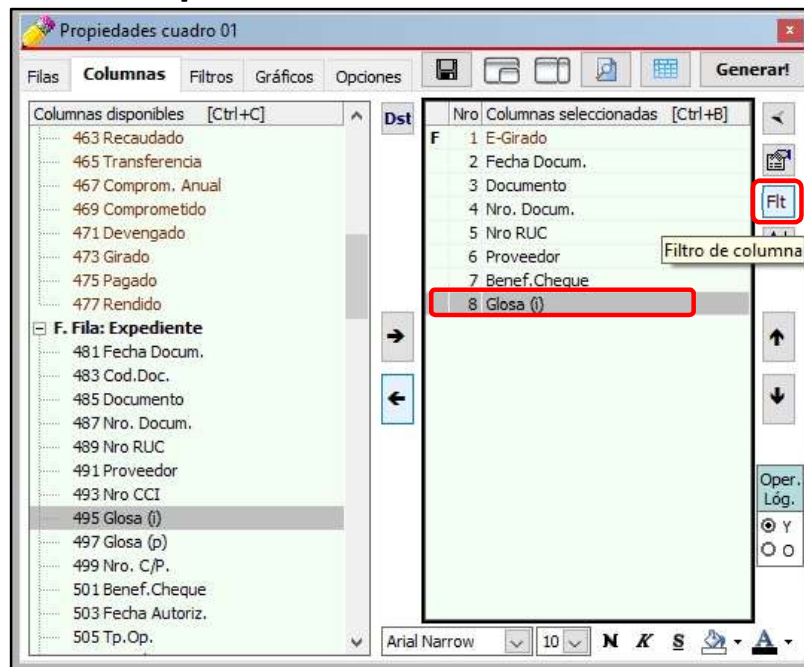 Propiedades cuadro 01
x
Filas Columnas Filtros Gráficos Opciones Generar!
Columnas disponibles [Ctrl+C]
463 Recaudado
465 Transferencia
467 Comprom. Anual
469 Comprometido
471 Devengado
473 Girado
475 Pagado
477 Rendido
F. Fila: Expediente
481 Fecha Docum.
483 Cod.Doc.
485 Documento
487 Nro. Docum.
489 Nro RUC
491 Proveedor
493 Nro CCI
495 Glosa (i)
497 Glosa (p)
499 Nro. C/P.
501 Benef.Cheque
503 Fecha Autoriz.
505 Tp.Op.
Dst
Nro Columnas seleccionadas [Ctrl+B]
F 1 E-Girado
2 Fecha Docum.
3 Documento
4 Nro. Docum.
5 Nro RUC
6 Proveedor
7 Benef.Cheque
8 Glosa (i)
Flt
Filtro de columna
Oper.
Lóg.
Y
O
Arial Narrow 10 N K S A